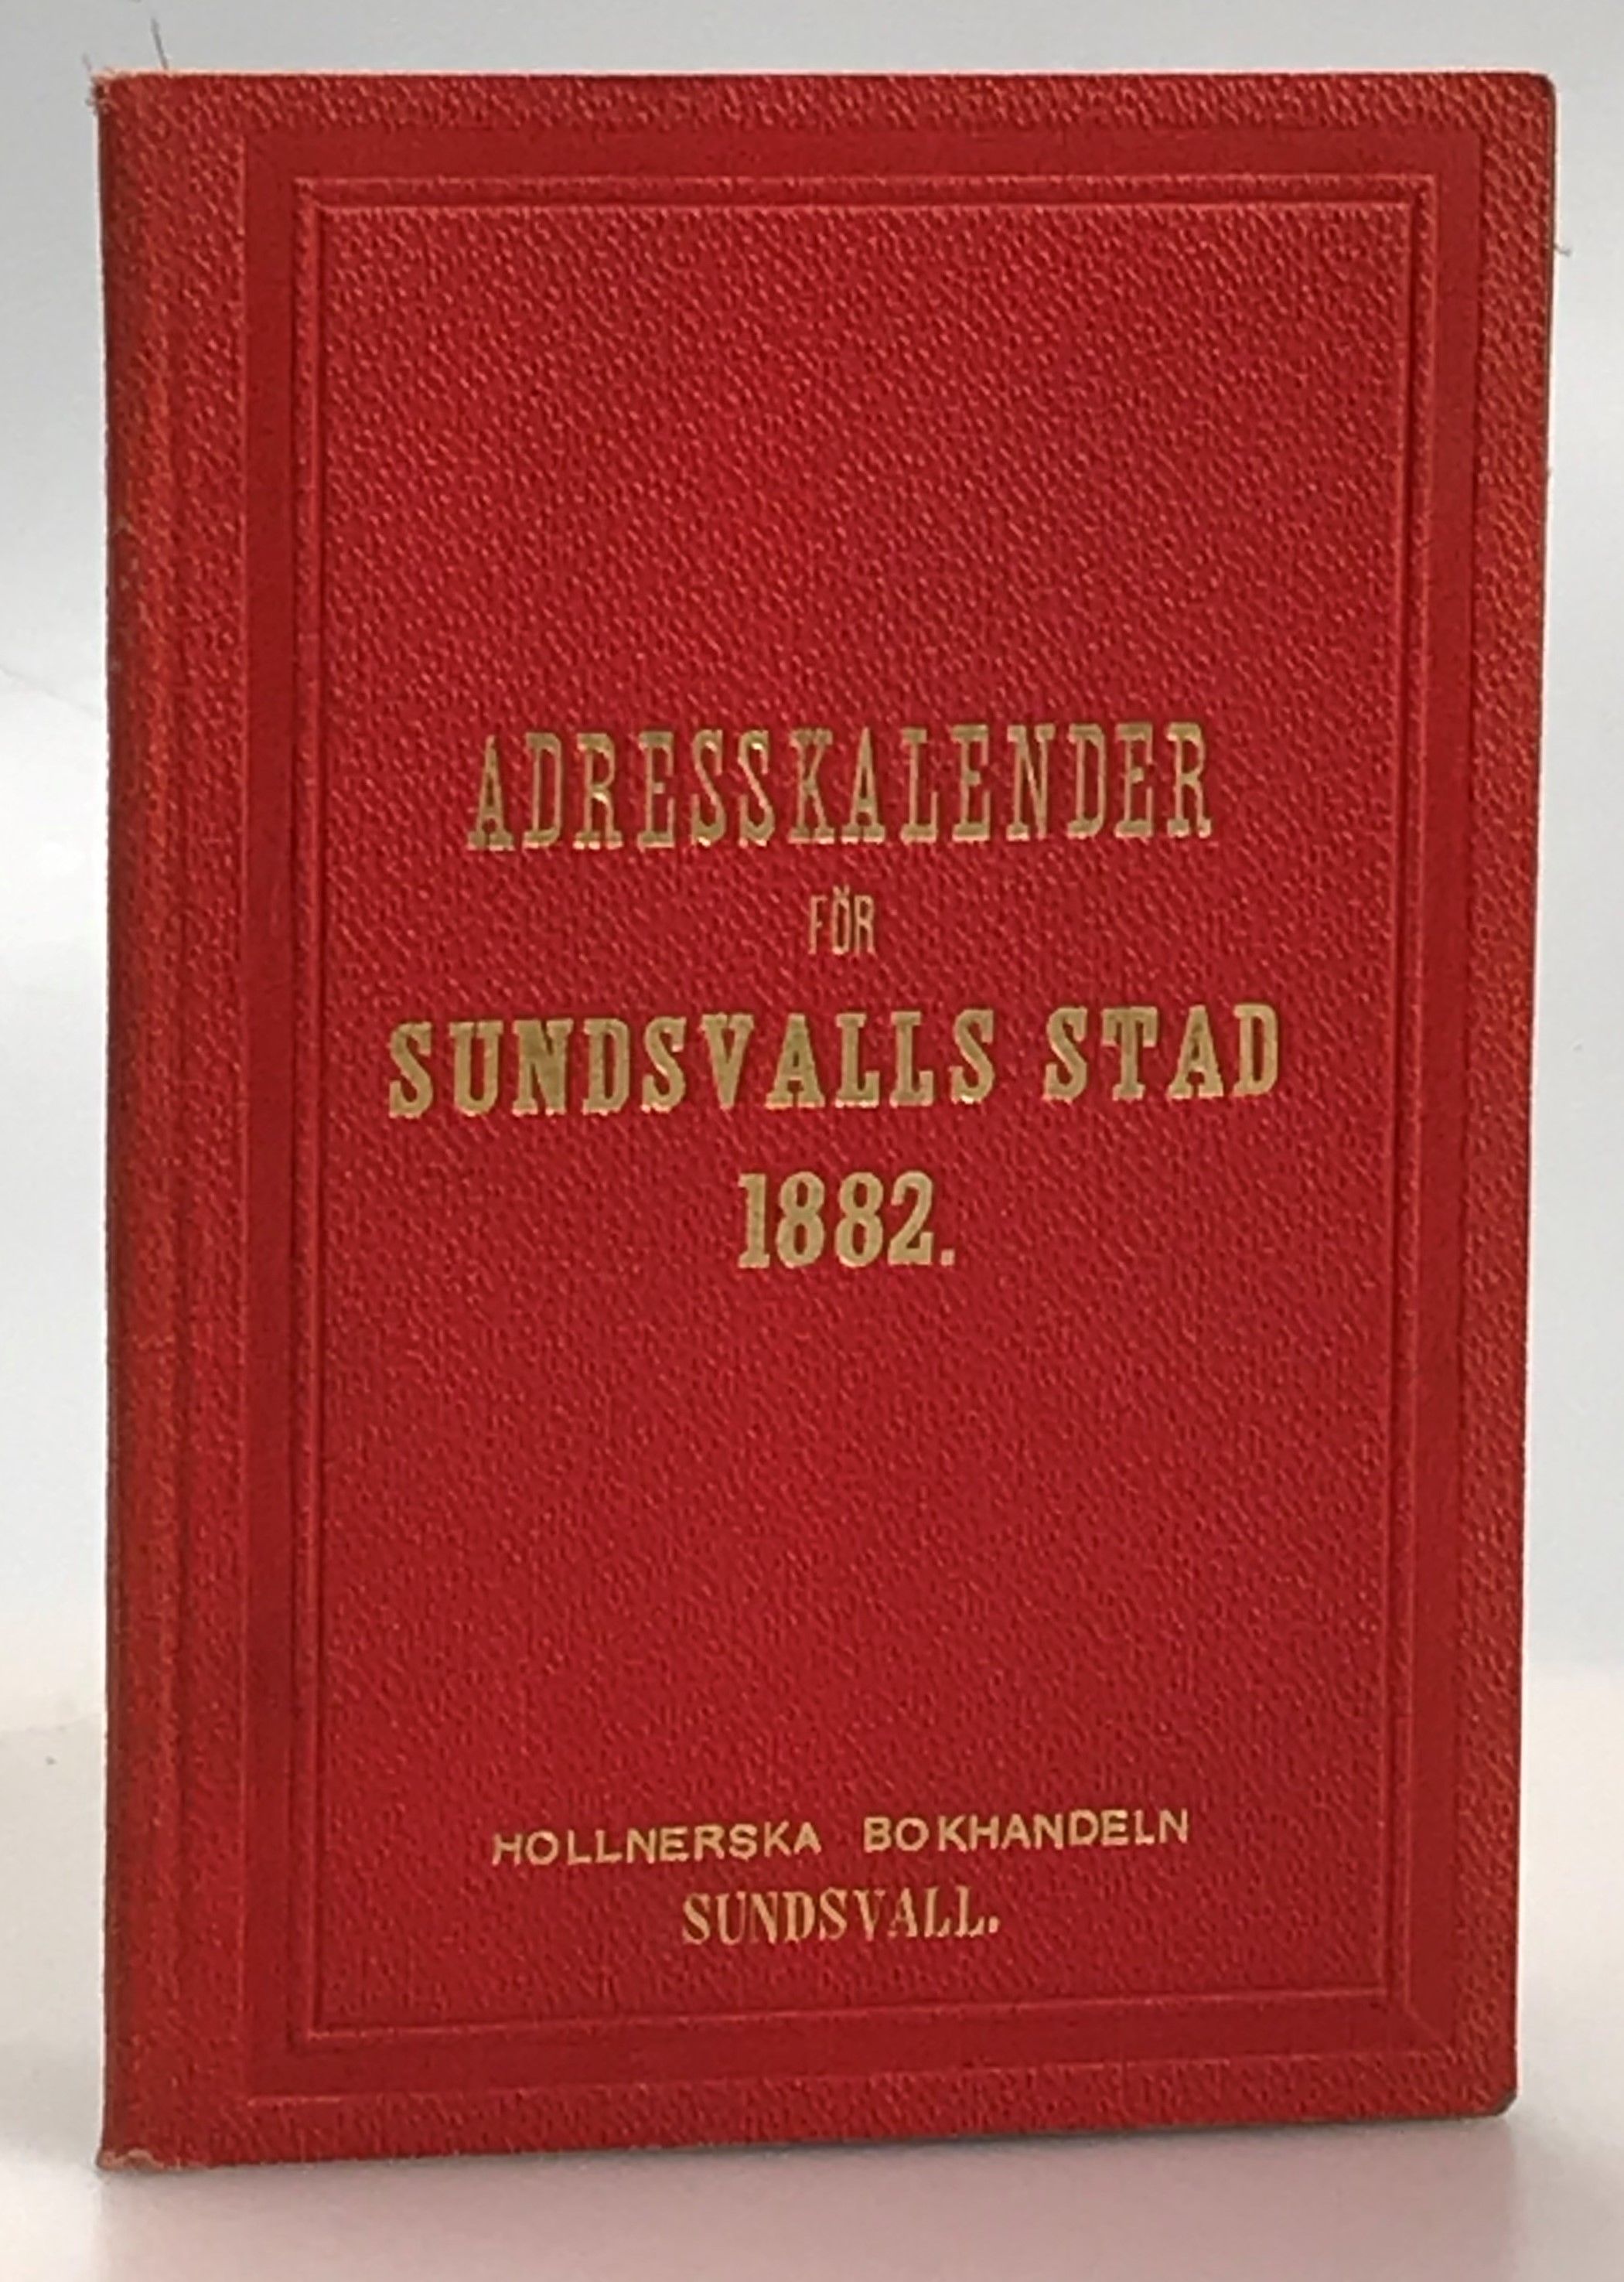 ADRESSKALENDER
FÖR
SUNDSVALLS STAD
1882.
HOLLNERSKA BOKHANDELN
SUNDSVALL.